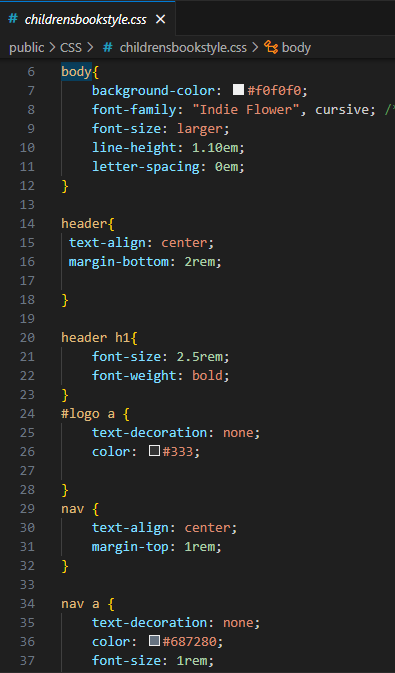 # childrensbookstyle.css ×
public > CSS > # childrensbookstyle.css > body
6 body{
7 background-color: #f0f0f0;
8 font-family: "Indie Flower", cursive; /*
9 font-size: larger;
10 line-height: 1.10em;
11 letter-spacing: 0em;
12 }
13
14 header{
15 text-align: center;
16 margin-bottom: 2rem;
17
18 }
19
20 header h1{
21 font-size: 2.5rem;
22 font-weight: bold;
23 }
24 #logo a {
25 text-decoration: none;
26 color: #333;
27
28 }
29 nav {
30 text-align: center;
31 margin-top: 1rem;
32 }
33
34 nav a {
35 text-decoration: none;
36 color: #687280;
37 font-size: 1rem;